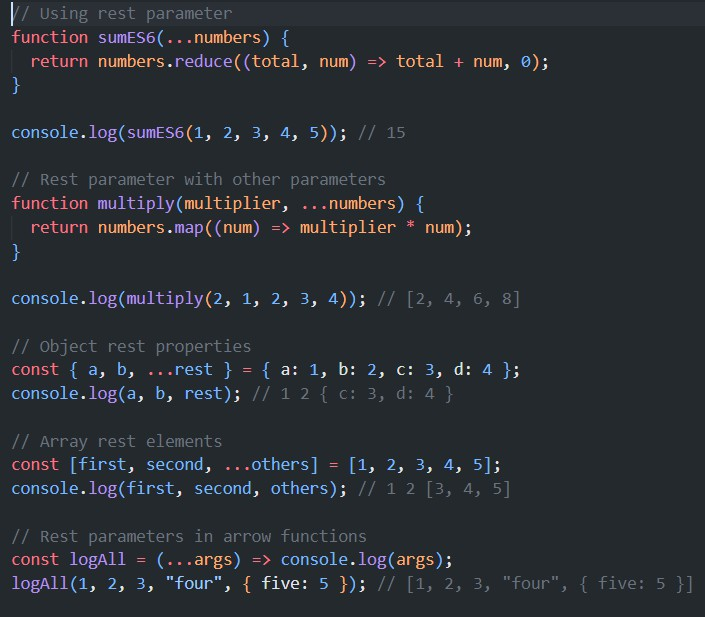 // Using rest parameter
function sumES6(...numbers) {
  return numbers.reduce((total, num) => total + num, 0);
}
console.log(sumES6(1, 2, 3, 4, 5)); // 15
// Rest parameter with other parameters
function multiply(multiplier, ...numbers) {
  return numbers.map((num) => multiplier * num);
}
console.log(multiply(2, 1, 2, 3, 4)); // [2, 4, 6, 8]
// Object rest properties
const { a, b, ...rest } = { a: 1, b: 2, c: 3, d: 4 };
console.log(a, b, rest); // 1 2 { c: 3, d: 4 }
// Array rest elements
const [first, second, ...others] = [1, 2, 3, 4, 5];
console.log(first, second, others); // 1 2 [3, 4, 5]
// Rest parameters in arrow functions
const logAll = (...args) => console.log(args);
logAll(1, 2, 3, "four", { five: 5 }); // [1, 2, 3, "four", { five: 5 }]